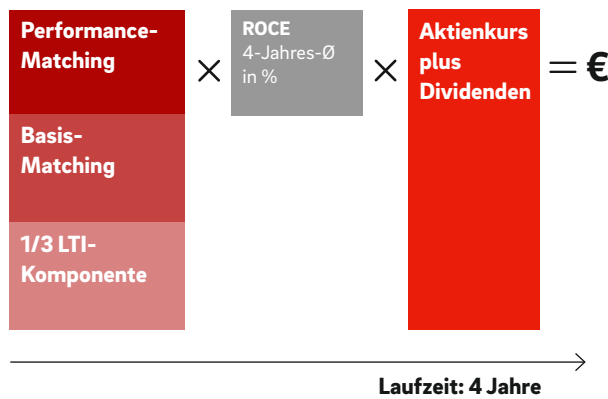 Performance-
Matching
×
ROCE
4-Jahres-Ø
in %
×
Aktienkurs
plus
Dividenden
= €
Basis-
Matching
1/3 LTI-
Komponente
Laufzeit: 4 Jahre